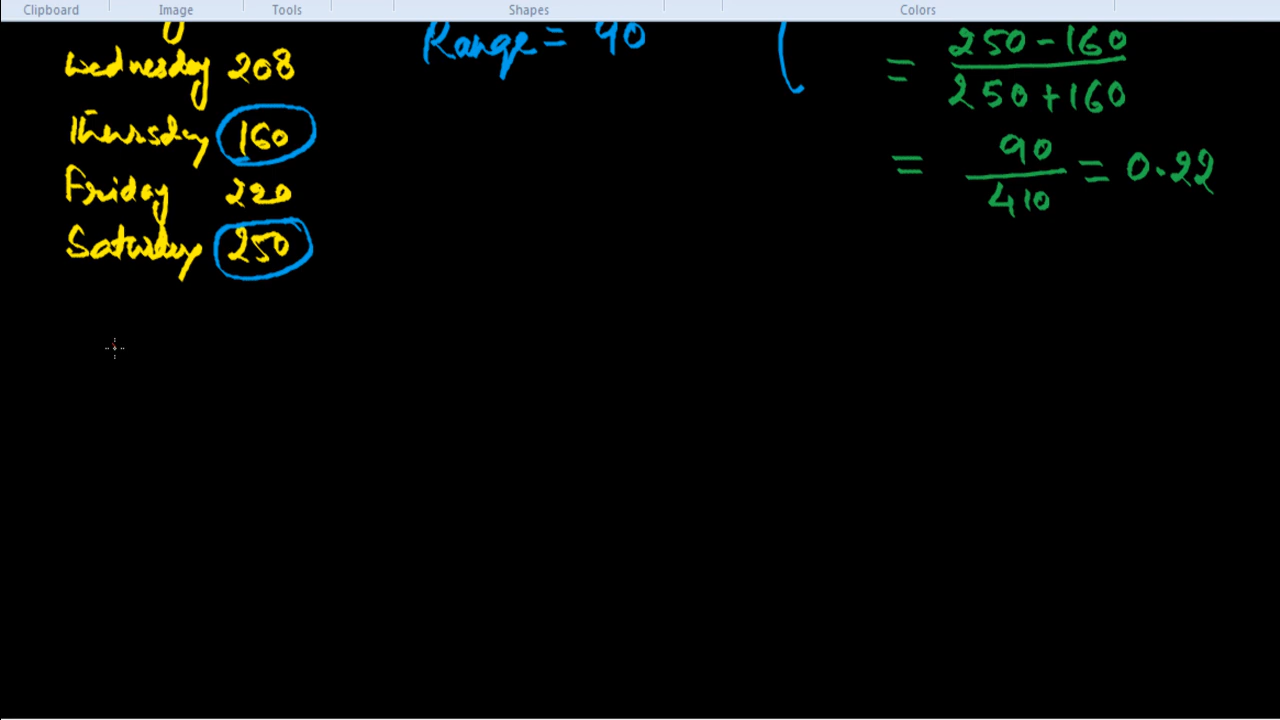 Clipboard Image Tools Shapes Colors
Wednesday 208
Thursday 160
Friday 220
Saturday 250
Range = 90
= 250 - 160
250 + 160
= 90
410 = 0.22